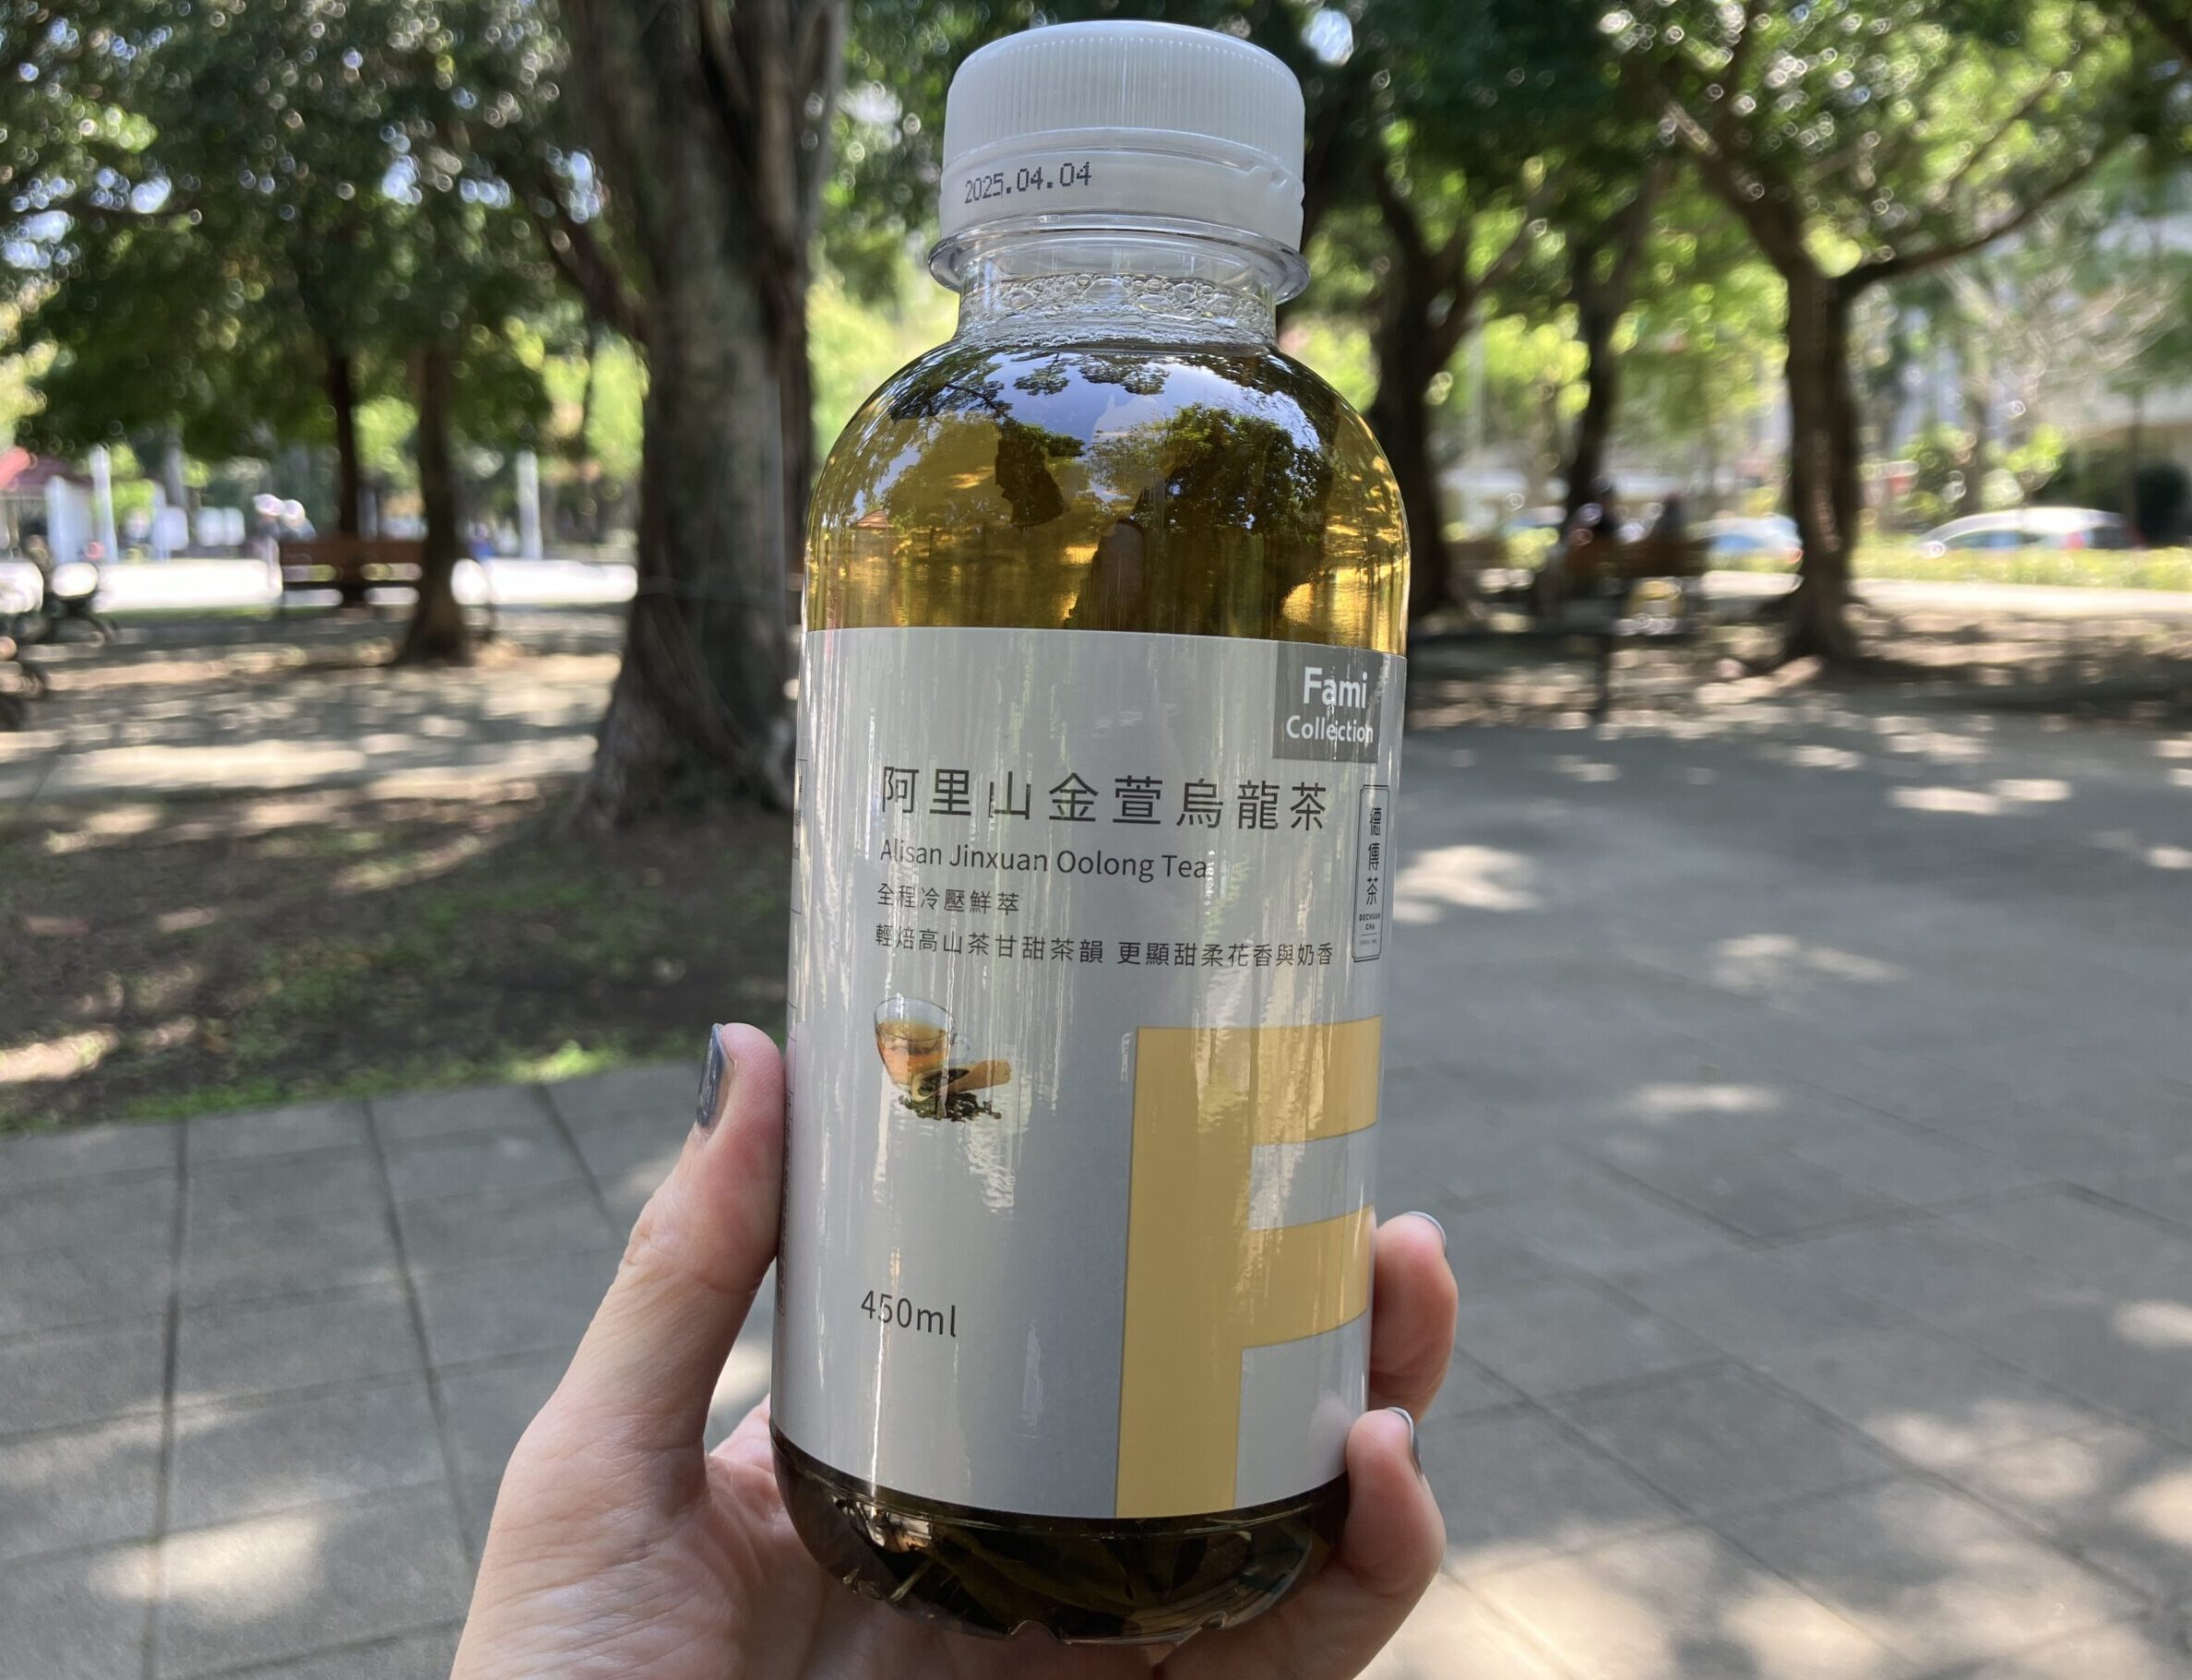 2025.04.04
Fami
Collection
阿里山金萱烏龍茶
Alisan Jinxuan Oolong Tea
全程冷壓鮮萃
輕焙高山茶甘甜茶韻 更顯甜柔花香與奶香
德傳茶
DECHUAN
CHA
450ml